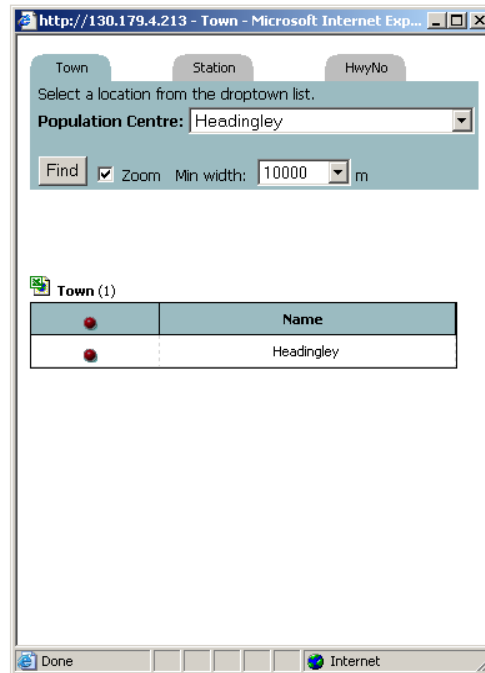 http://130.179.4.213 - Town - Microsoft Internet Exp...
Town Station HwyNo
Select a location from the droptown list.
Population Centre: Headingley
Find Zoom Min width: 10000 m
Town (1)
Name
Headingley
Done Internet